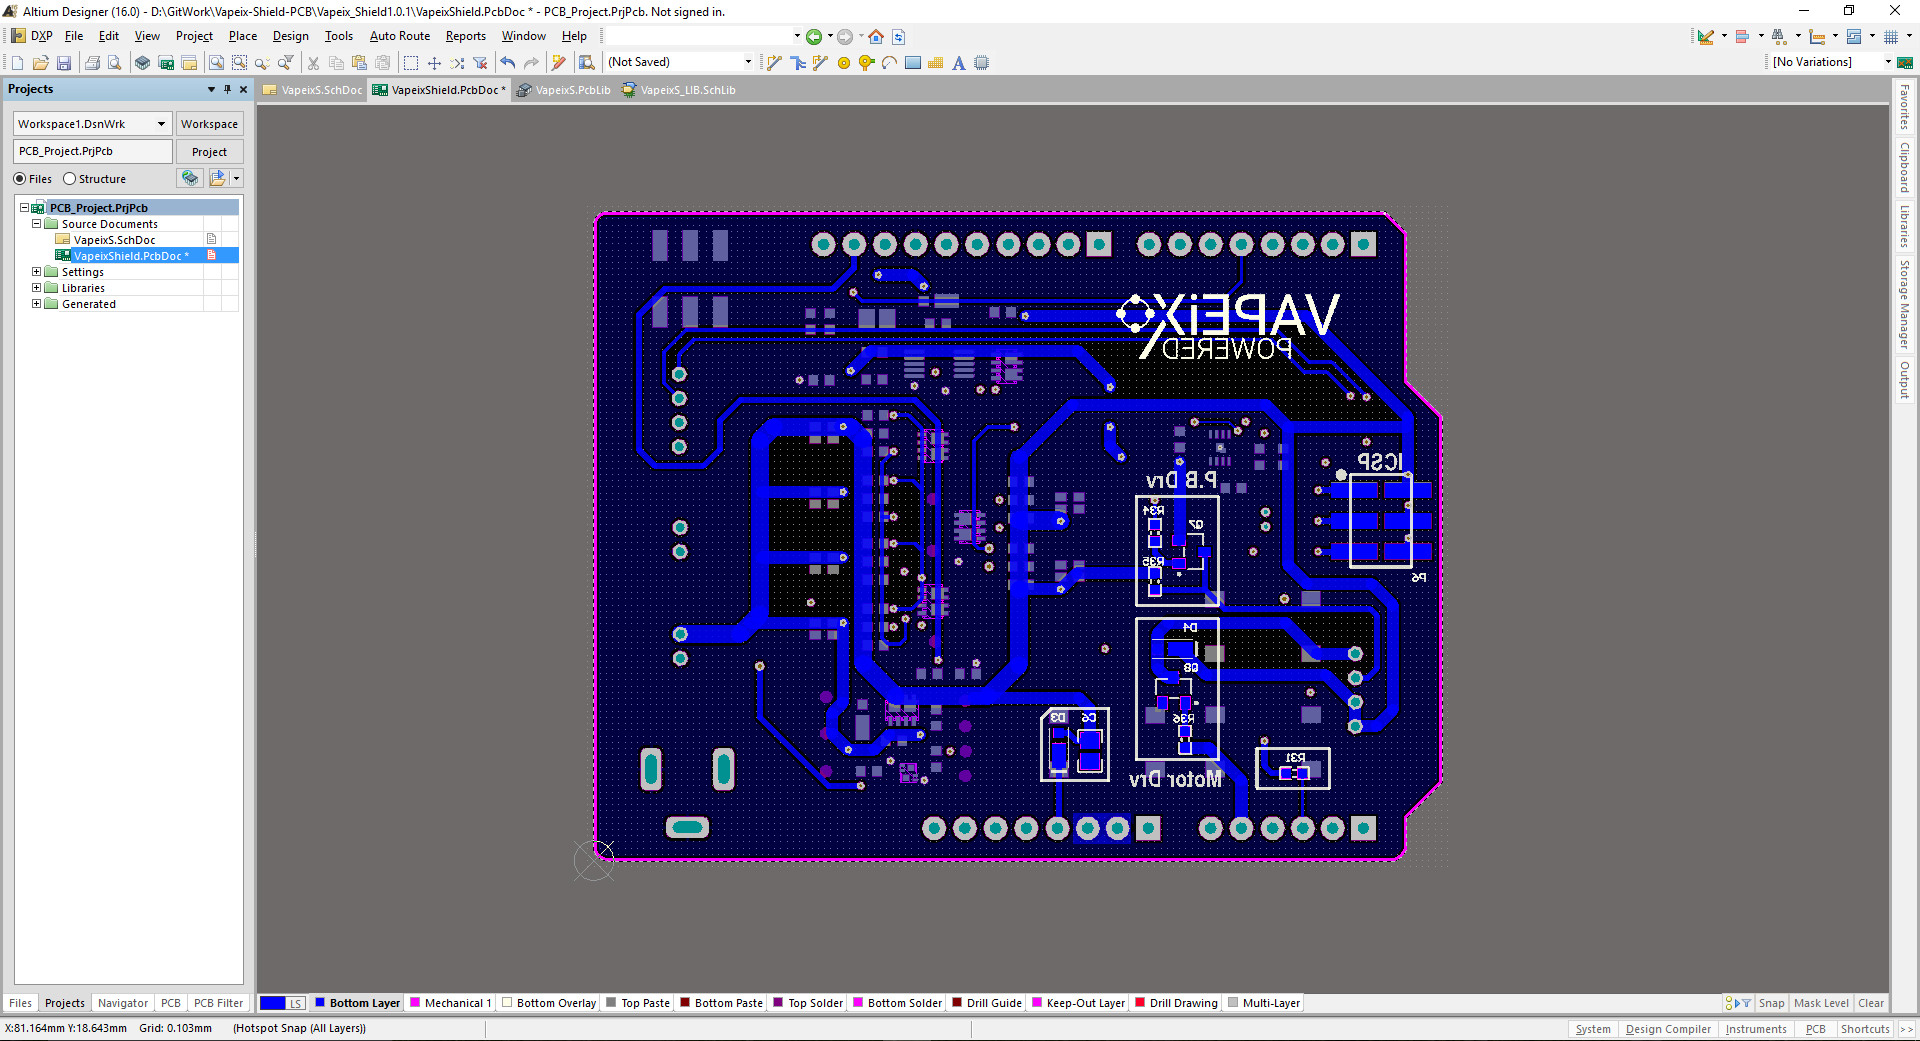 Altium Designer (16.0) - D:\GitWork\Vapeix-Shield-PCB\Vapeix_Shield1.0.1\VapeixShield.PcbDoc * - PCB_Project.PrjPcb. Not signed in.
DXP File Edit View Project Place Design Tools Auto Route Reports Window Help
(Not Saved) [No Variations]
Projects
VapeixS.SchDoc VapeixShield.PcbDoc * VapeixS.PcbLib VapeixS_LIB.SchLib
Workspace1.DsnWrk Workspace
PCB_Project.PrjPcb Project
Files Structure
PCB_Project.PrjPcb
Source Documents
VapeixS.SchDoc
VapeixShield.PcbDoc *
Settings
Libraries
Generated
Favorites
Clipboard
Libraries
Storage Manager
Output
VAPEiX
POWERED
ICSP
P.B Drv
R34
Q7
R35
P6
D4
Q8
R36
D3 C6
R31
Motor Drv
Files Projects Navigator PCB PCB Filter
LS Bottom Layer Mechanical 1 Bottom Overlay Top Paste Bottom Paste Top Solder Bottom Solder Drill Guide Keep-Out Layer Drill Drawing Multi-Layer
Snap Mask Level Clear
X:81.164mm Y:18.643mm Grid: 0.103mm (Hotspot Snap (All Layers))
System Design Compiler Instruments PCB Shortcuts >>